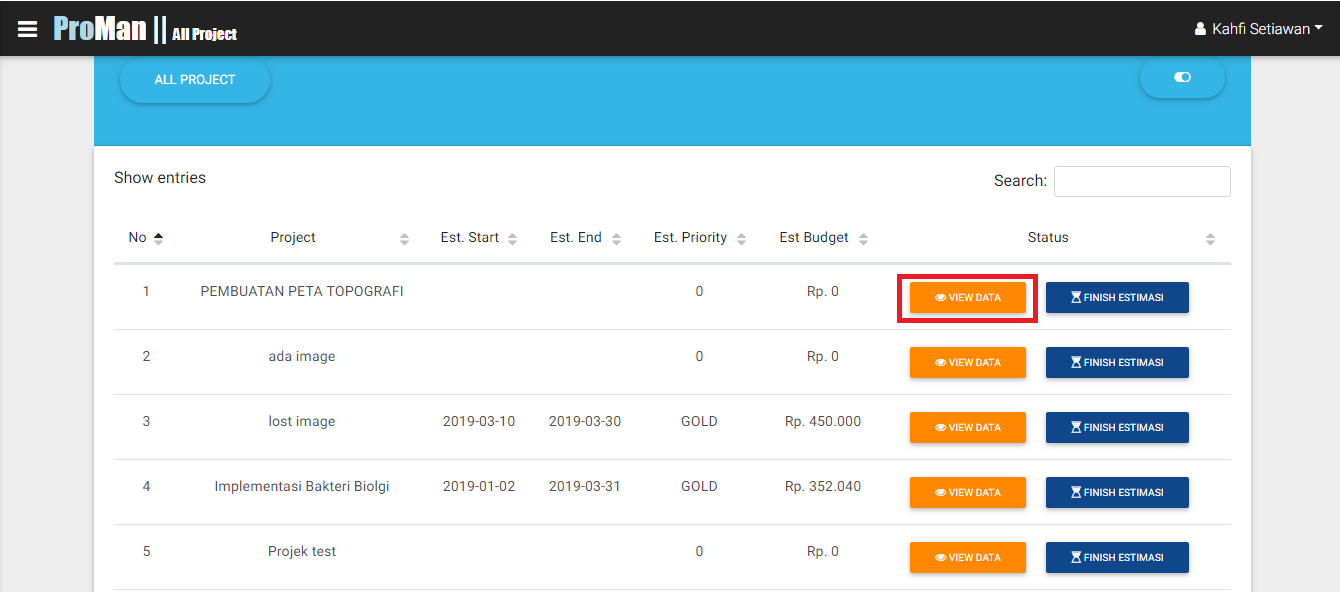 ProMan || All Project
Kahfi Setiawan
ALL PROJECT
Show entries
Search:
No Project Est. Start Est. End Est. Priority Est Budget Status
1 PEMBUATAN PETA TOPOGRAFI 0 Rp. 0 VIEW DATA FINISH ESTIMASI
2 ada image 0 Rp. 0 VIEW DATA FINISH ESTIMASI
3 lost image 2019-03-10 2019-03-30 GOLD Rp. 450.000 VIEW DATA FINISH ESTIMASI
4 Implementasi Bakteri Biolgi 2019-01-02 2019-03-31 GOLD Rp. 352.040 VIEW DATA FINISH ESTIMASI
5 Projek test 0 Rp. 0 VIEW DATA FINISH ESTIMASI